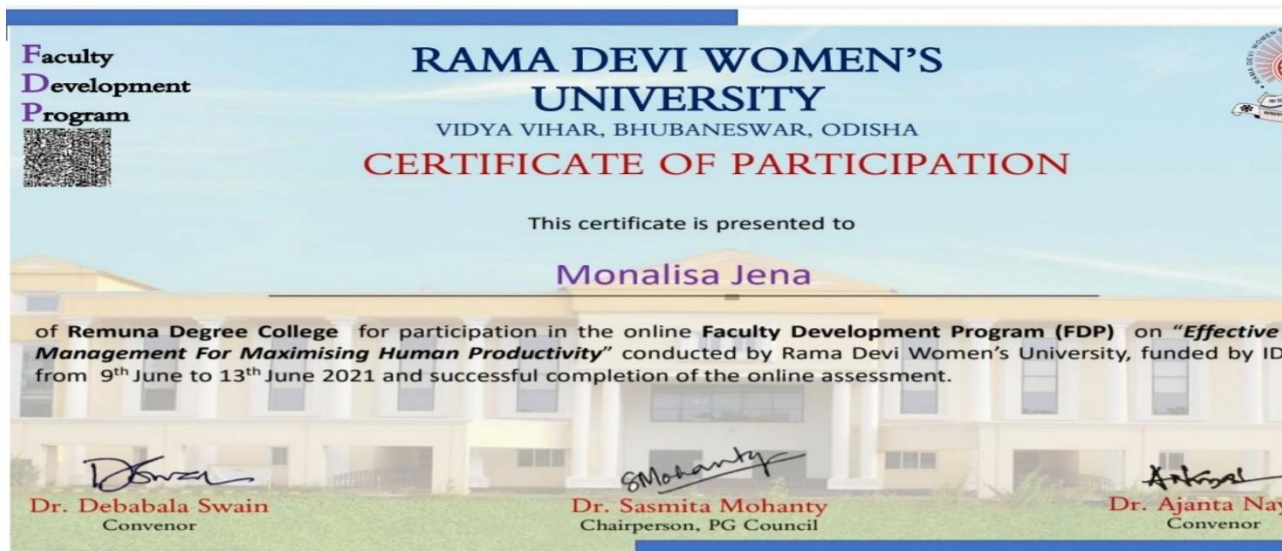 Faculty
Development
Program
RAMA DEVI WOMEN'S
UNIVERSITY
VIDYA VIHAR, BHUBANESWAR, ODISHA
CERTIFICATE OF PARTICIPATION
This certificate is presented to
Monalisa Jena
of Remuna Degree College for participation in the online Faculty Development Program (FDP) on “Effective
Management For Maximising Human Productivity” conducted by Rama Devi Women’s University, funded by
from 9th June to 13th June 2021 and successful completion of the online assessment.
Dr. Debabala Swain
Convenor
SMohanty
Dr. Sasmita Mohanty
Chairperson, PG Council
Dr. Ajanta
Convenor